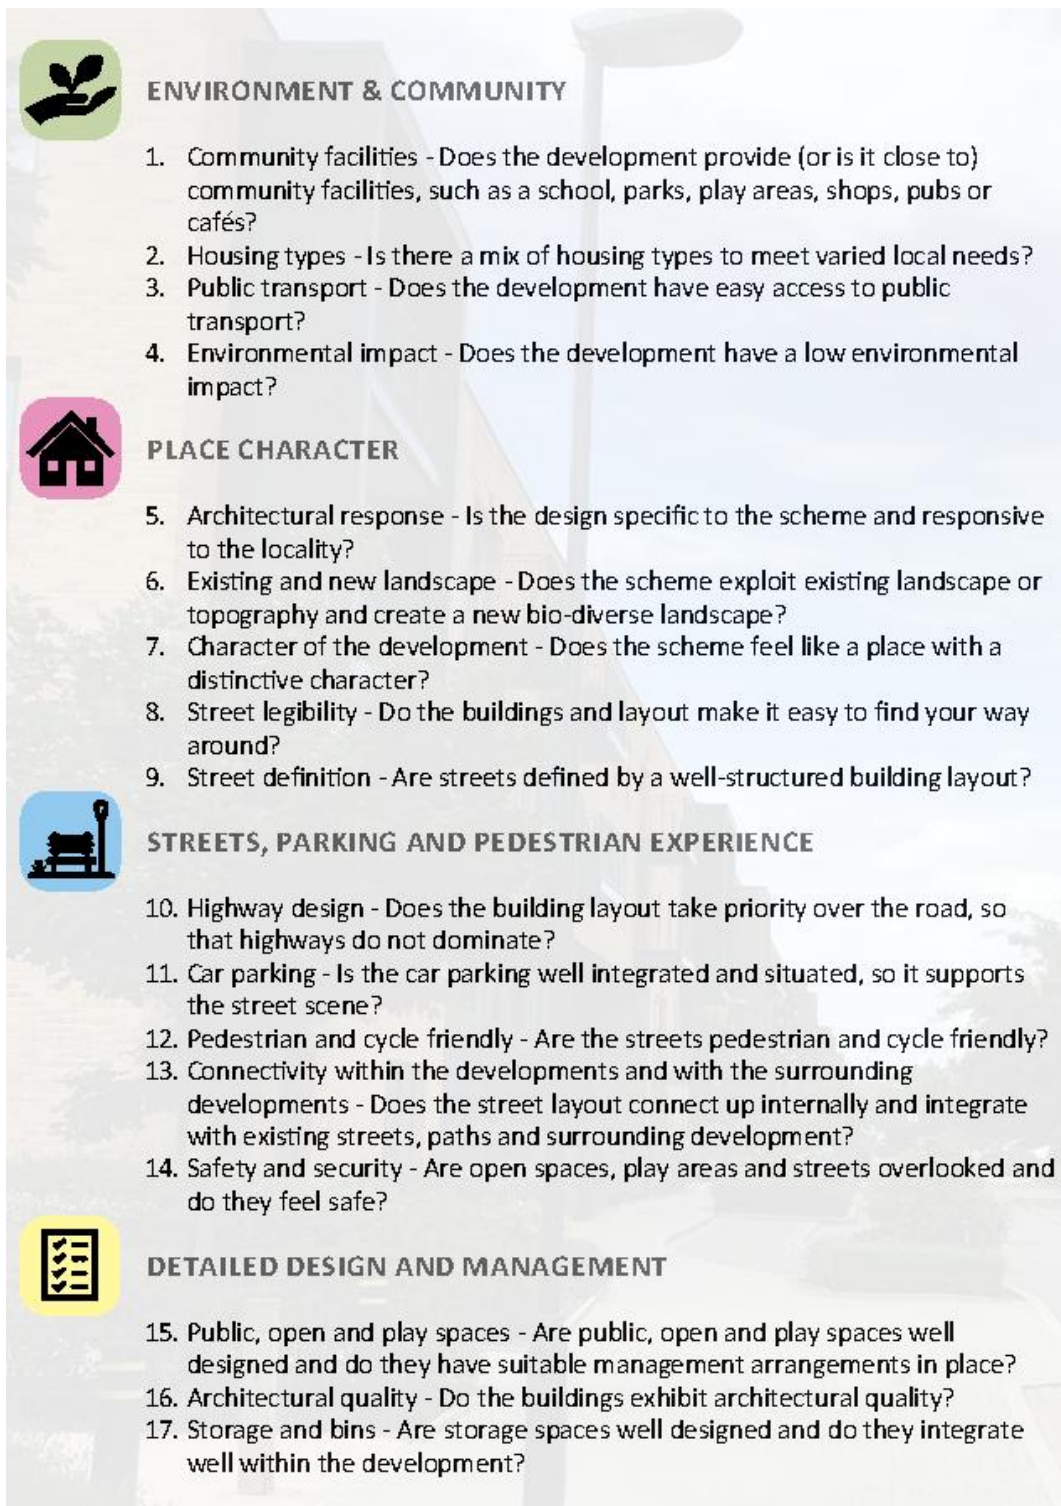 ENVIRONMENT & COMMUNITY
1. Community facilities - Does the development provide (or is it close to)
community facilities, such as a school, parks, play areas, shops, pubs or
cafés?
2. Housing types - Is there a mix of housing types to meet varied local needs?
3. Public transport - Does the development have easy access to public
transport?
4. Environmental impact - Does the development have a low environmental
impact?
PLACE CHARACTER
5. Architectural response - Is the design specific to the scheme and responsive
to the locality?
6. Existing and new landscape - Does the scheme exploit existing landscape or
topography and create a new bio-diverse landscape?
7. Character of the development - Does the scheme feel like a place with a
distinctive character?
8. Street legibility - Do the buildings and layout make it easy to find your way
around?
9. Street definition - Are streets defined by a well-structured building layout?
STREETS, PARKING AND PEDESTRIAN EXPERIENCE
10. Highway design - Does the building layout take priority over the road, so
that highways do not dominate?
11. Car parking - Is the car parking well integrated and situated, so it supports
the street scene?
12. Pedestrian and cycle friendly - Are the streets pedestrian and cycle friendly?
13. Connectivity within the developments and with the surrounding
developments - Does the street layout connect up internally and integrate
with existing streets, paths and surrounding development?
14. Safety and security - Are open spaces, play areas and streets overlooked and
do they feel safe?
DETAILED DESIGN AND MANAGEMENT
15. Public, open and play spaces - Are public, open and play spaces well
designed and do they have suitable management arrangements in place?
16. Architectural quality - Do the buildings exhibit architectural quality?
17. Storage and bins - Are storage spaces well designed and do they integrate
well within the development?